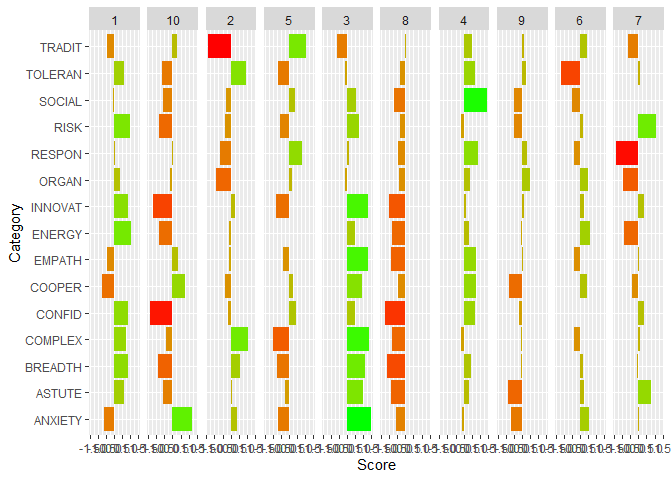 1 10 2 5 3 8 4 9 6 7
TRADIT
TOLERAN
SOCIAL
RISK
RESPON
ORGAN
INNOVAT
ENERGY
EMPATH
COOPER
CONFID
COMPLEX
BREADTH
ASTUTE
ANXIETY
Category
Score